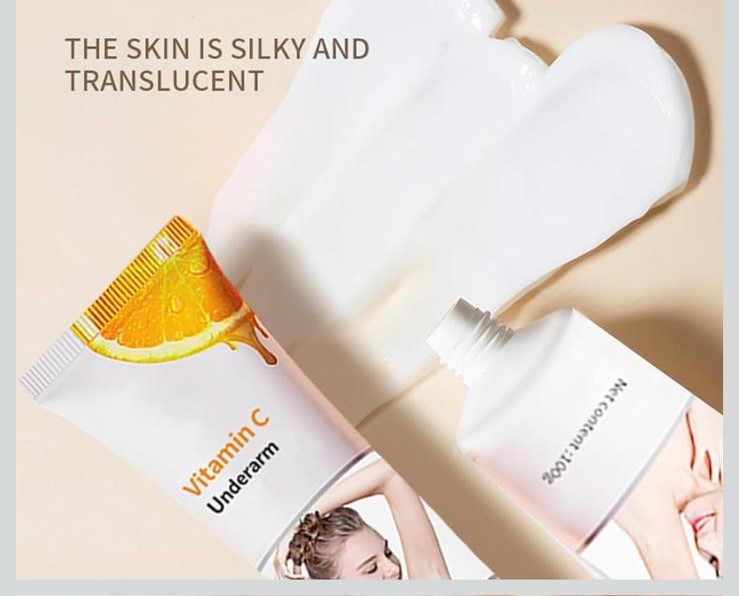 THE SKIN IS SILKY AND
TRANSLUCENT
Vitamin C
Underarm
Net content:100g